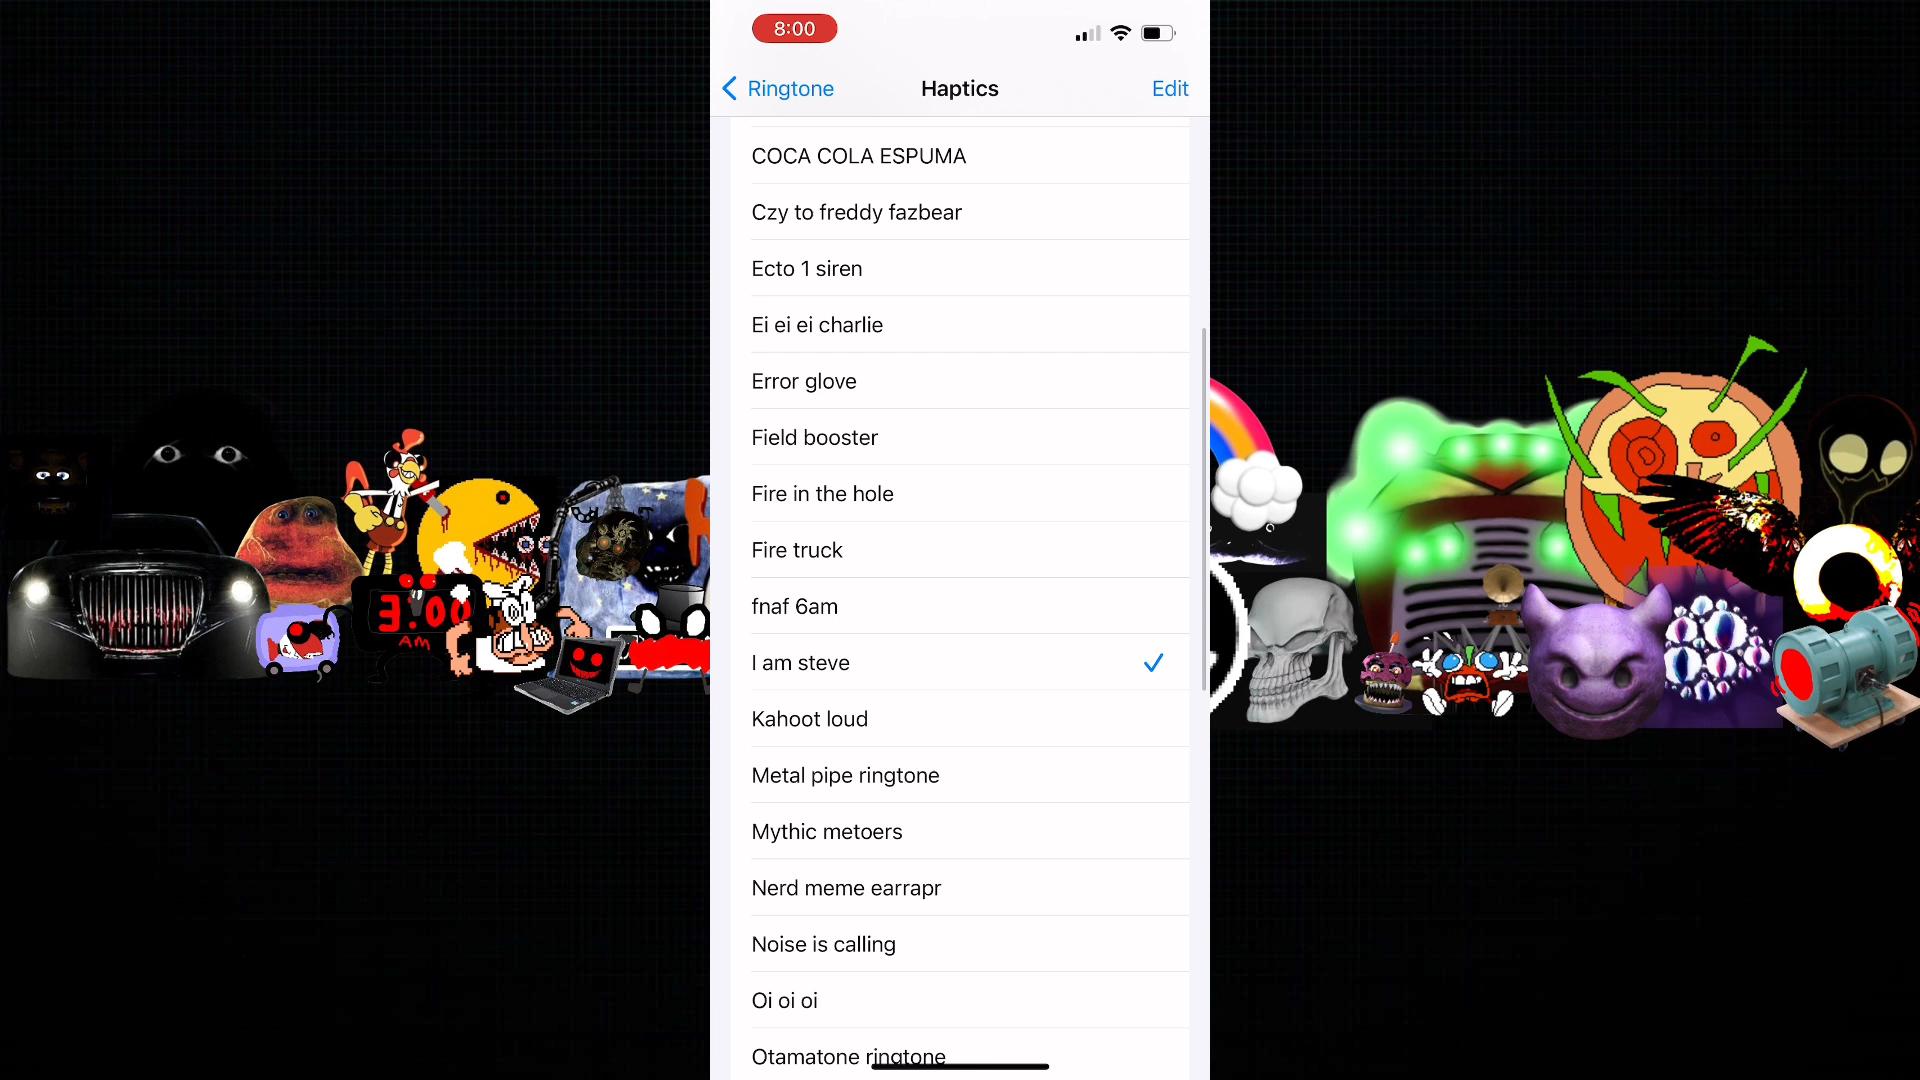 8:00
Ringtone
Haptics
Edit
COCA COLA ESPUMA
Czy to freddy fazbear
Ecto 1 siren
Ei ei ei charlie
Error glove
Field booster
Fire in the hole
Fire truck
fnaf 6am
I am steve
Kahoot loud
Metal pipe ringtone
Mythic metoers
Nerd meme earrapr
Noise is calling
Oi oi oi
Otamatone ringtone
3:00
AM